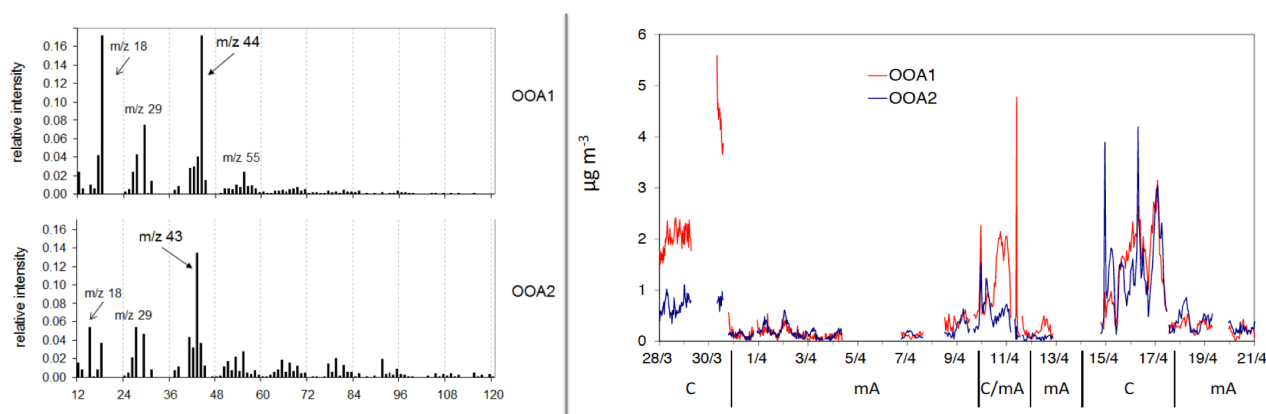 relative intensity
0.16
0.14
0.12
0.10
0.08
0.06
0.04
0.02
0.00
m/z 18
m/z 29
m/z 44
m/z 55
OOA1
relative intensity
0.16
0.14
0.12
0.10
0.08
0.06
0.04
0.02
0.00
m/z 18
m/z 29
m/z 43
OOA2
12 24 36 48 60 72 84 96 108 120
µg m-3
6
5
4
3
2
1
0
OOA1
OOA2
28/3 30/3 1/4 3/4 5/4 7/4 9/4 11/4 13/4 15/4 17/4 19/4 21/4
C mA C/mA mA C mA